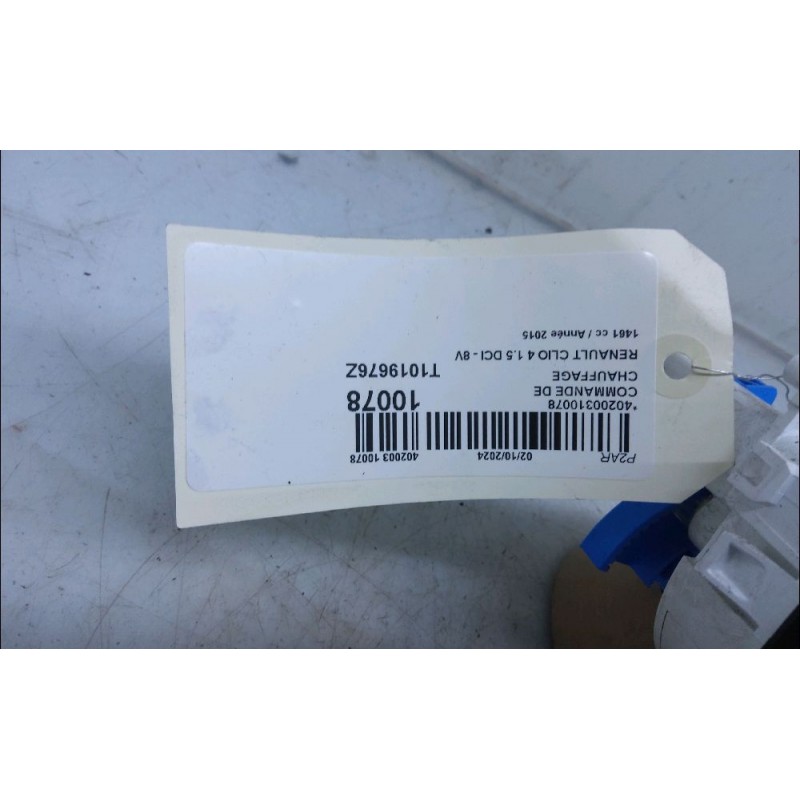 P2AR 02/10/2024 402003 10078
*40200310078 10078
COMMANDE DE
CHAUFFAGE T1019676Z
RENAULT CLIO 4 1.5 DCI - 8V
1461 cc / Année 2015